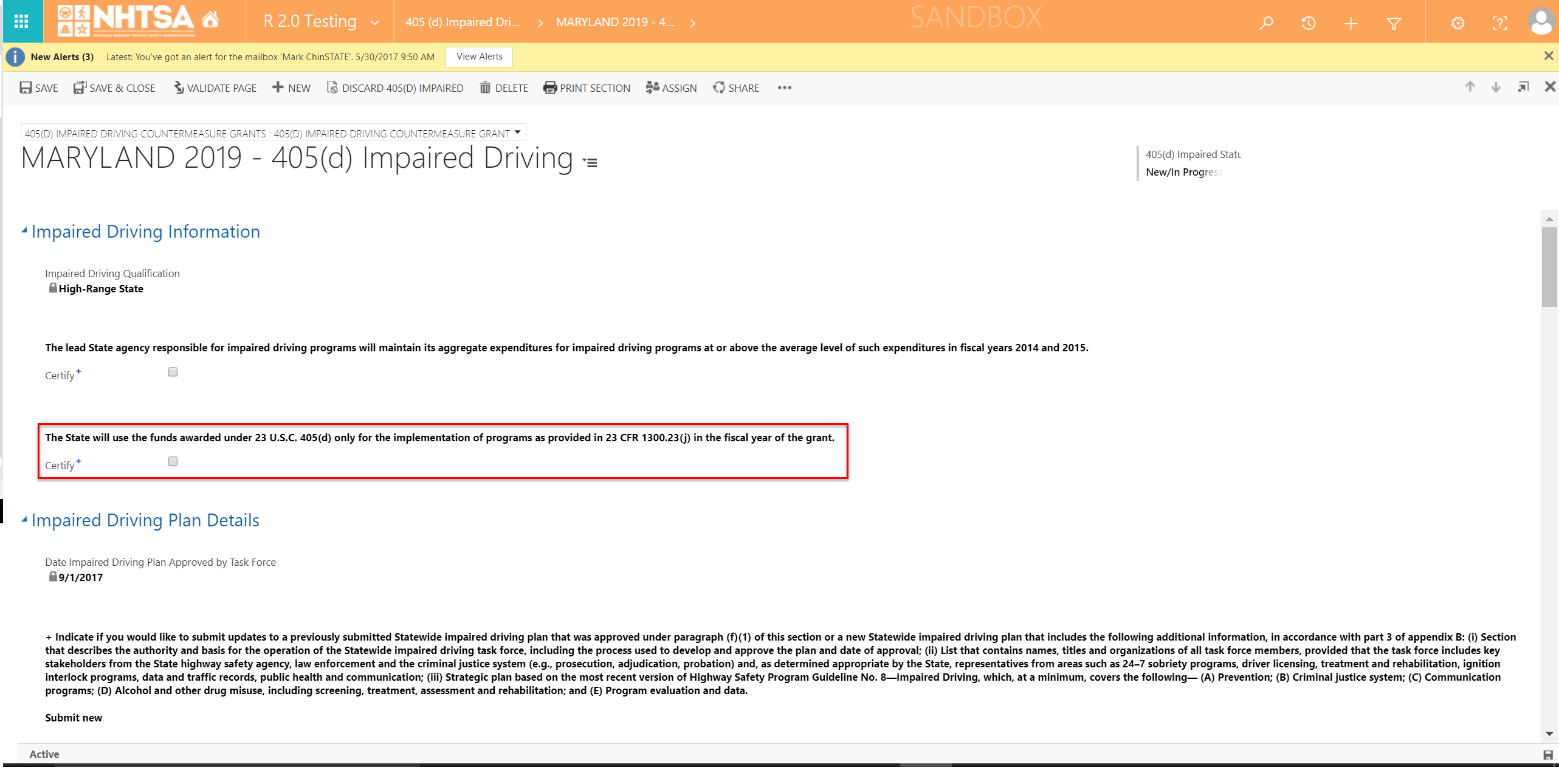 NHTSA
R 2.0 Testing
405 (d) Impaired Dri...
MARYLAND 2019 - 4...
SANDBOX
New Alerts (3) Latest: You've got an alert for the mailbox 'Mark ChinSTATE'. 5/30/2017 9:50 AM View Alerts
SAVE SAVE & CLOSE VALIDATE PAGE NEW DISCARD 405(D) IMPAIRED DELETE PRINT SECTION ASSIGN SHARE ...
405(D) IMPAIRED DRIVING COUNTERMEASURE GRANTS : 405(D) IMPAIRED DRIVING COUNTERMEASURE GRANT
MARYLAND 2019 - 405(d) Impaired Driving
405(d) Impaired Statu
New/In Progress
Impaired Driving Information
Impaired Driving Qualification
High-Range State
The lead State agency responsible for impaired driving programs will maintain its aggregate expenditures for impaired driving programs at or above the average level of such expenditures in fiscal years 2014 and 2015.
Certify+
The State will use the funds awarded under 23 U.S.C. 405(d) only for the implementation of programs as provided in 23 CFR 1300.23(j) in the fiscal year of the grant.
Certify+
Impaired Driving Plan Details
Date Impaired Driving Plan Approved by Task Force
9/1/2017
+ Indicate if you would like to submit updates to a previously submitted Statewide impaired driving plan that was approved under paragraph (f)(1) of this section or a new Statewide impaired driving plan that includes the following additional information, in accordance with part 3 of appendix B: (i) Section
that describes the authority and basis for the operation of the Statewide impaired driving task force, including the process used to develop and approve the plan and date of approval; (ii) List that contains names, titles and organizations of all task force members, provided that the task force includes key
stakeholders from the State highway safety agency, law enforcement and the criminal justice system (e.g., prosecution, adjudication, probation) and, as determined appropriate by the State, representatives from areas such as 24–7 sobriety programs, driver licensing, treatment and rehabilitation, ignition
interlock programs, data and traffic records, public health and communication; (iii) Strategic plan based on the most recent version of Highway Safety Program Guideline No. 8—Impaired Driving, which, at a minimum, covers the following— (A) Prevention; (B) Criminal justice system; (C) Communication
programs; (D) Alcohol and other drug misuse, including screening, treatment, assessment and rehabilitation; and (E) Program evaluation and data.
Submit new
Active